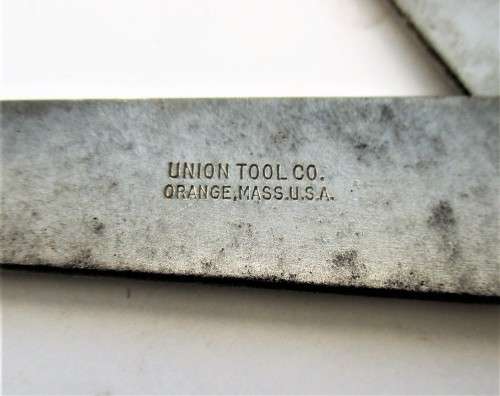 UNION TOOL CO.
ORANGE, MASS. U.S.A.